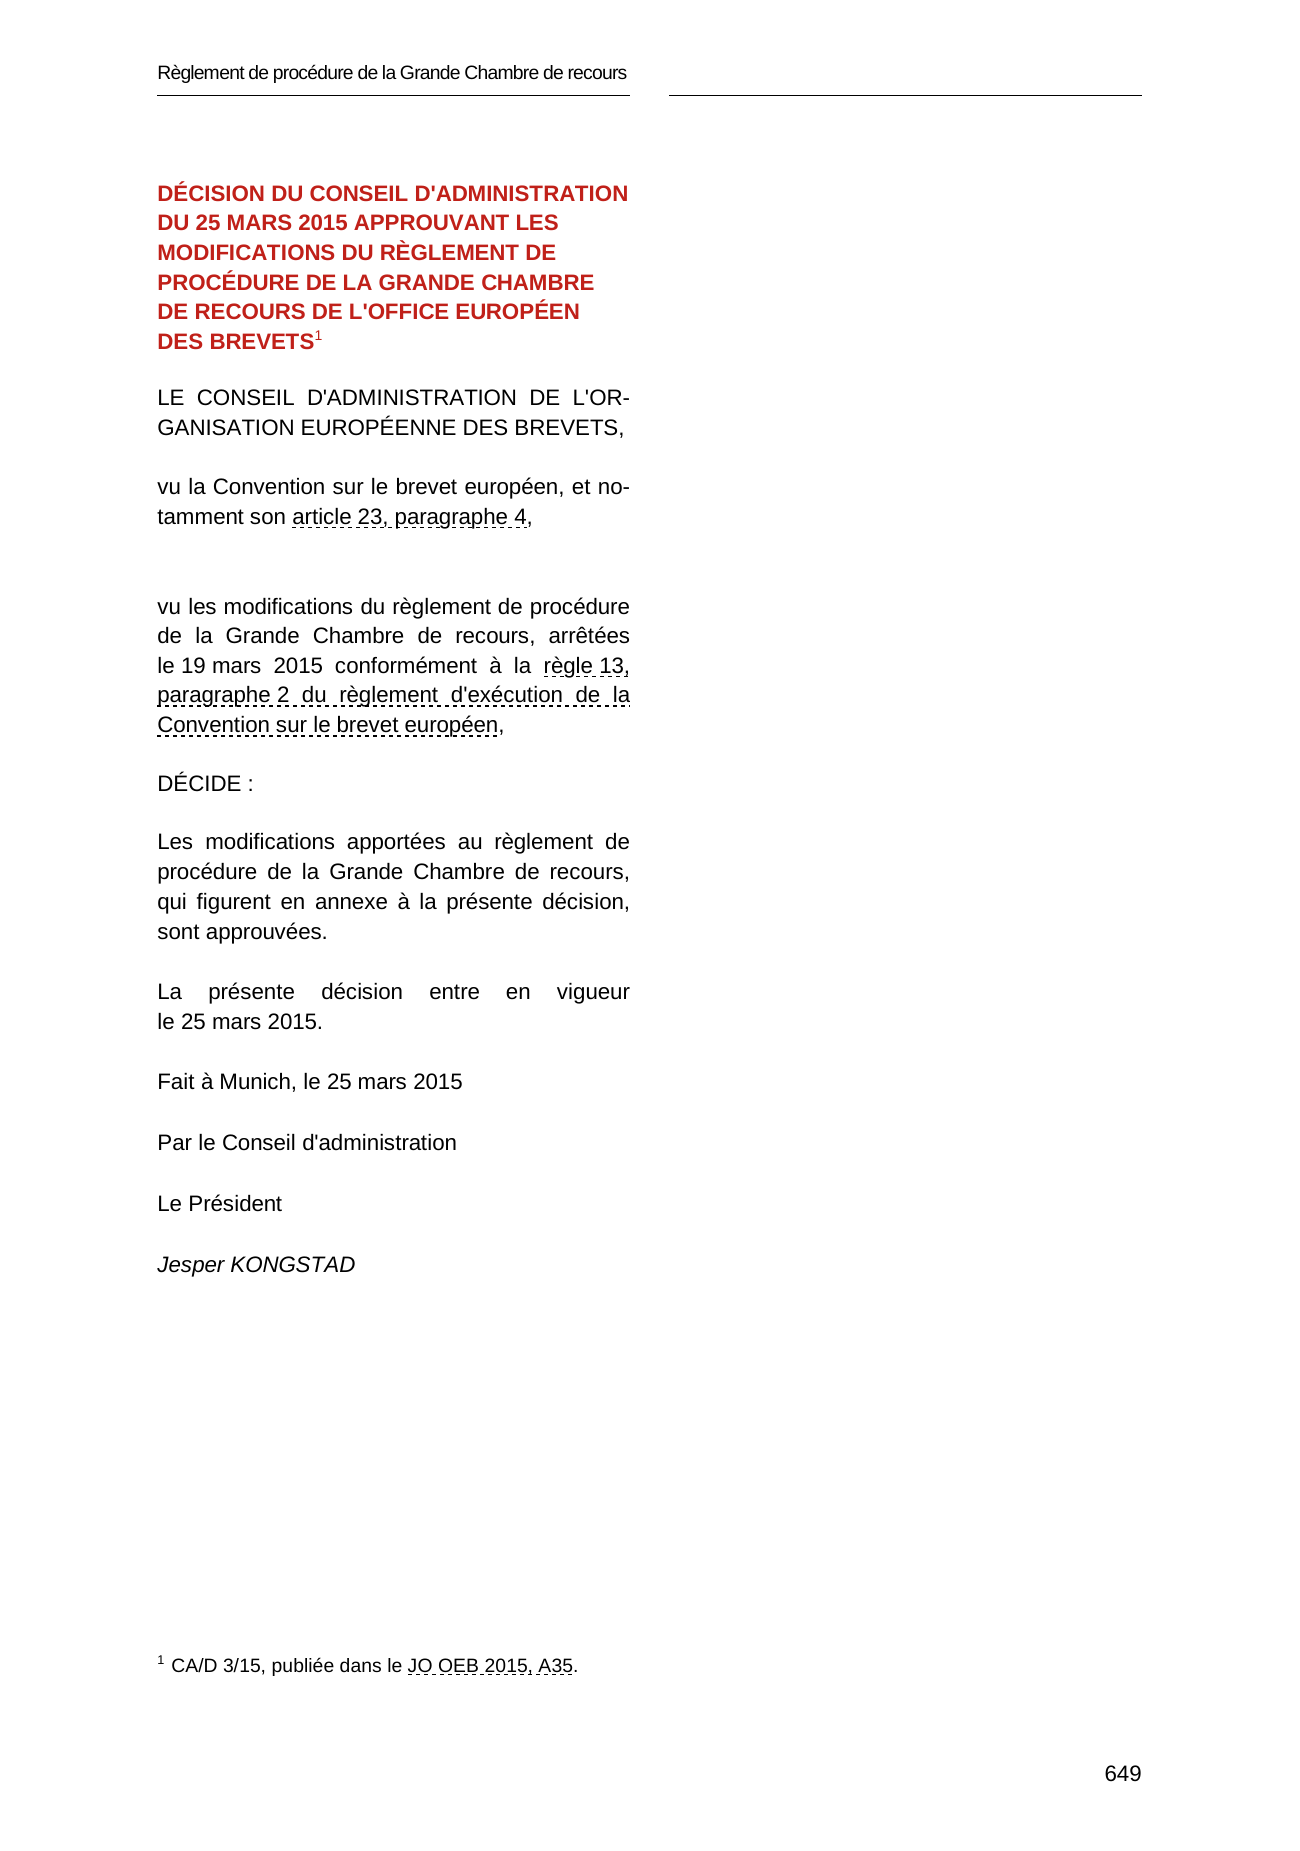 Règlement de procédure de la Grande Chambre de recours
DÉCISION DU CONSEIL D'ADMINISTRATION
DU 25 MARS 2015 APPROUVANT LES
MODIFICATIONS DU RÈGLEMENT DE
PROCÉDURE DE LA GRANDE CHAMBRE
DE RECOURS DE L'OFFICE EUROPÉEN
DES BREVETS1
LE CONSEIL D'ADMINISTRATION DE L'OR-
GANISATION EUROPÉENNE DES BREVETS,
vu la Convention sur le brevet européen, et no-
tamment son article 23, paragraphe 4,
vu les modifications du règlement de procédure
de la Grande Chambre de recours, arrêtées
le 19 mars 2015 conformément à la règle 13,
paragraphe 2 du règlement d'exécution de la
Convention sur le brevet européen,
DÉCIDE :
Les modifications apportées au règlement de
procédure de la Grande Chambre de recours,
qui figurent en annexe à la présente décision,
sont approuvées.
La présente décision entre en vigueur
le 25 mars 2015.
Fait à Munich, le 25 mars 2015
Par le Conseil d'administration
Le Président
Jesper KONGSTAD
1 CA/D 3/15, publiée dans le JO OEB 2015, A35.
649